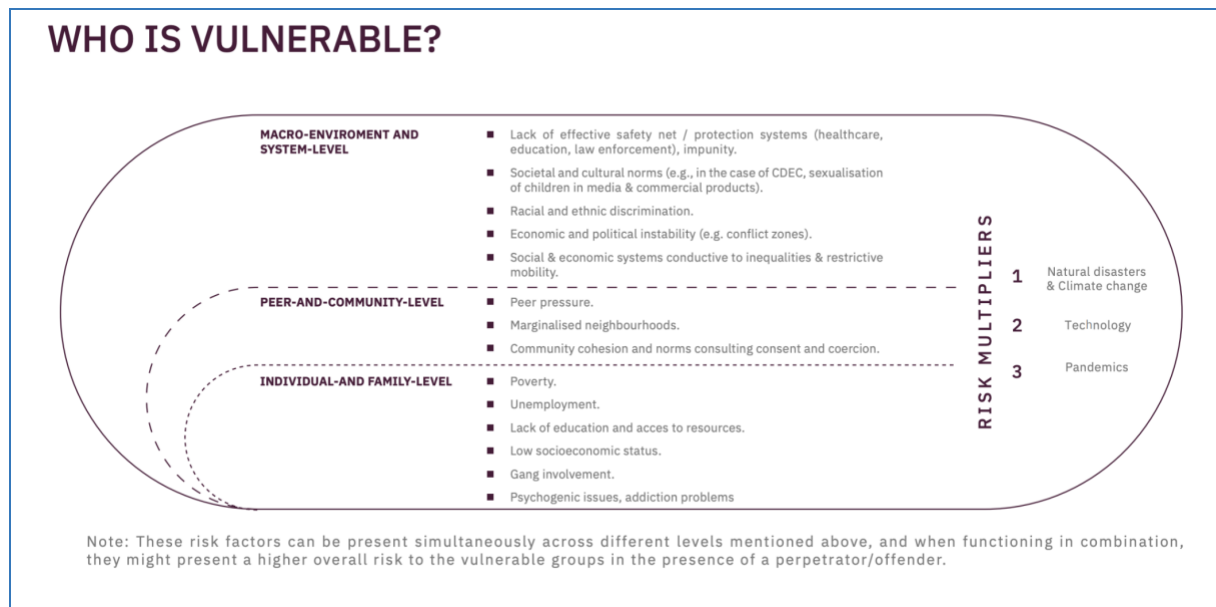 WHO IS VULNERABLE?
MACRO-ENVIROMENT AND
SYSTEM-LEVEL
■ Lack of effective safety net / protection systems (healthcare,
education, law enforcement), impunity.
■ Societal and cultural norms (e.g., in the case of CDEC, sexualisation
of children in media & commercial products).
■ Racial and ethnic discrimination.
■ Economic and political instability (e.g. conflict zones).
■ Social & economic systems conductive to inequalities & restrictive
mobility.
PEER-AND-COMMUNITY-LEVEL
■ Peer pressure.
■ Marginalised neighbourhoods.
■ Community cohesion and norms consulting consent and coercion.
INDIVIDUAL-AND FAMILY-LEVEL
■ Poverty.
■ Unemployment.
■ Lack of education and acces to resources.
■ Low socioeconomic status.
■ Gang involvement.
■ Psychogenic issues, addiction problems
RISK MULTIPLIERS
1 Natural disasters
& Climate change
2 Technology
3 Pandemics
Note: These risk factors can be present simultaneously across different levels mentioned above, and when functioning in combination,
they might present a higher overall risk to the vulnerable groups in the presence of a perpetrator/offender.